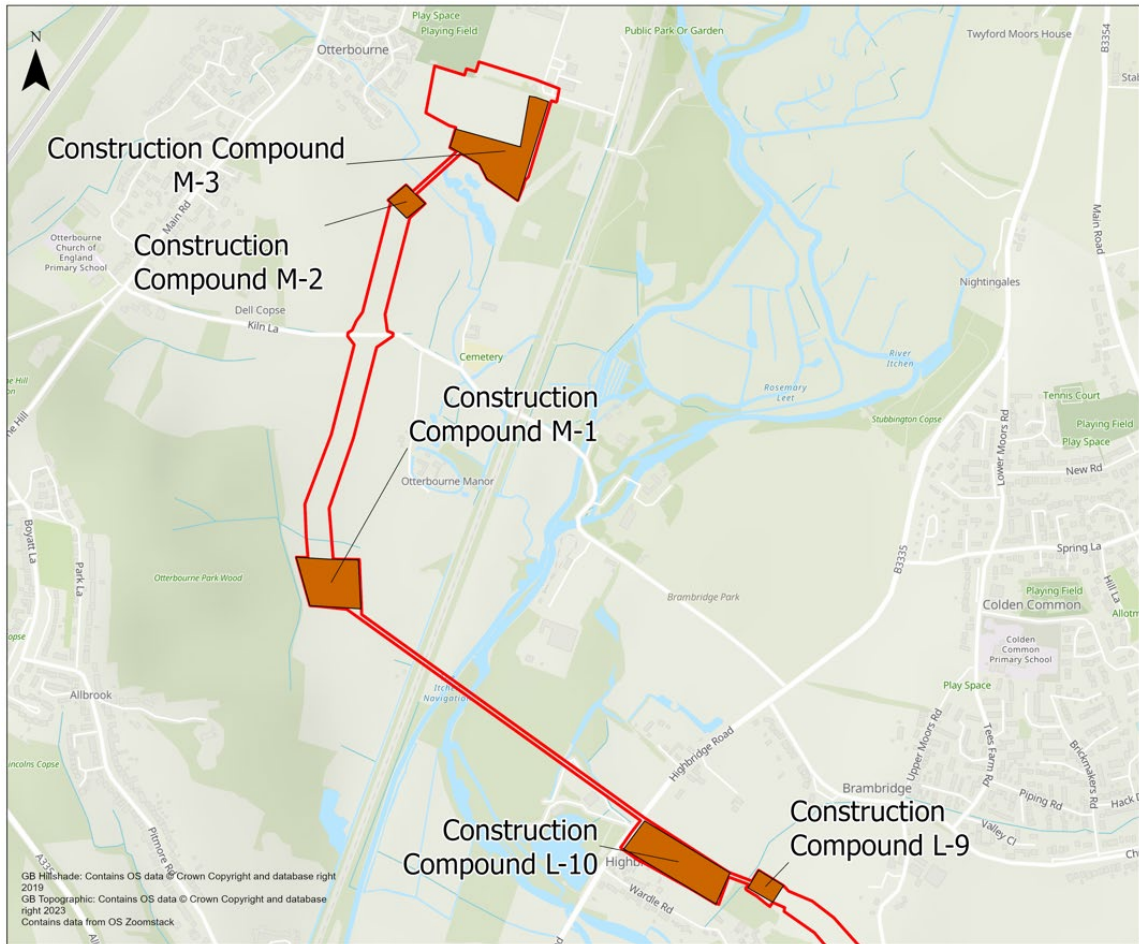 N
Otterbourne
Play Space
Playing Field
Public Park Or Garden
Twyford Moors House
B3354
Construction Compound
M-3
Main Rd
Otterbourne
Church of
England
Primary School
Construction
Compound M-2
Main Road
Nightingales
Dell Copse
Kiln La
Cemetery
River
Itchen
Rosemary
Leet
Stubbington Copse
Construction
Compound M-1
Tennis Court
Playing Field
Play Space
Lower Moors Rd
New Rd
Otterbourne Manor
Boyatt La
Park La
Otterbourne Park Wood
B3335
Spring La
Hill La
Playing Field
Colden Common
Brambridge Park
Colden
Common
Primary School
Play Space
Allbrook
Navigation
Highbridge Road
Upper Moors Rd
Tees Farm Rd
Brickmakers Rd
Piping Rd
Valley Cl
Brambridge
Pitmore Rd
Construction
Compound L-10
Construction
Compound L-9
Wardle Rd
GB Hillshade: Contains OS data © Crown Copyright and database right
2019
GB Topographic: Contains OS data © Crown Copyright and database
right 2023
Contains data from OS Zoomstack